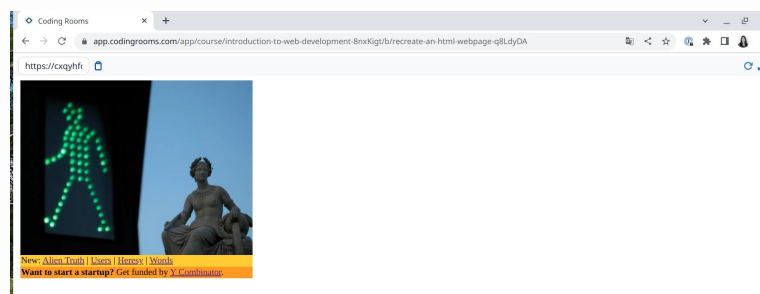 Coding Rooms
app.codingrooms.com/app/course/introduction-to-web-development-8nxKigt/b/recreate-an-html-webpage-q8LdyDA
https://cxqyhf
New: Alien Truth | Users | Heresy | Words
Want to start a startup? Get funded by Y Combinator.